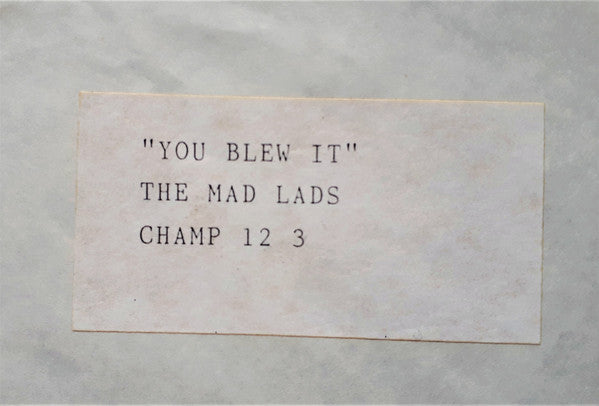 "YOU BLEW IT"
THE MAD LADS
CHAMP 12 3